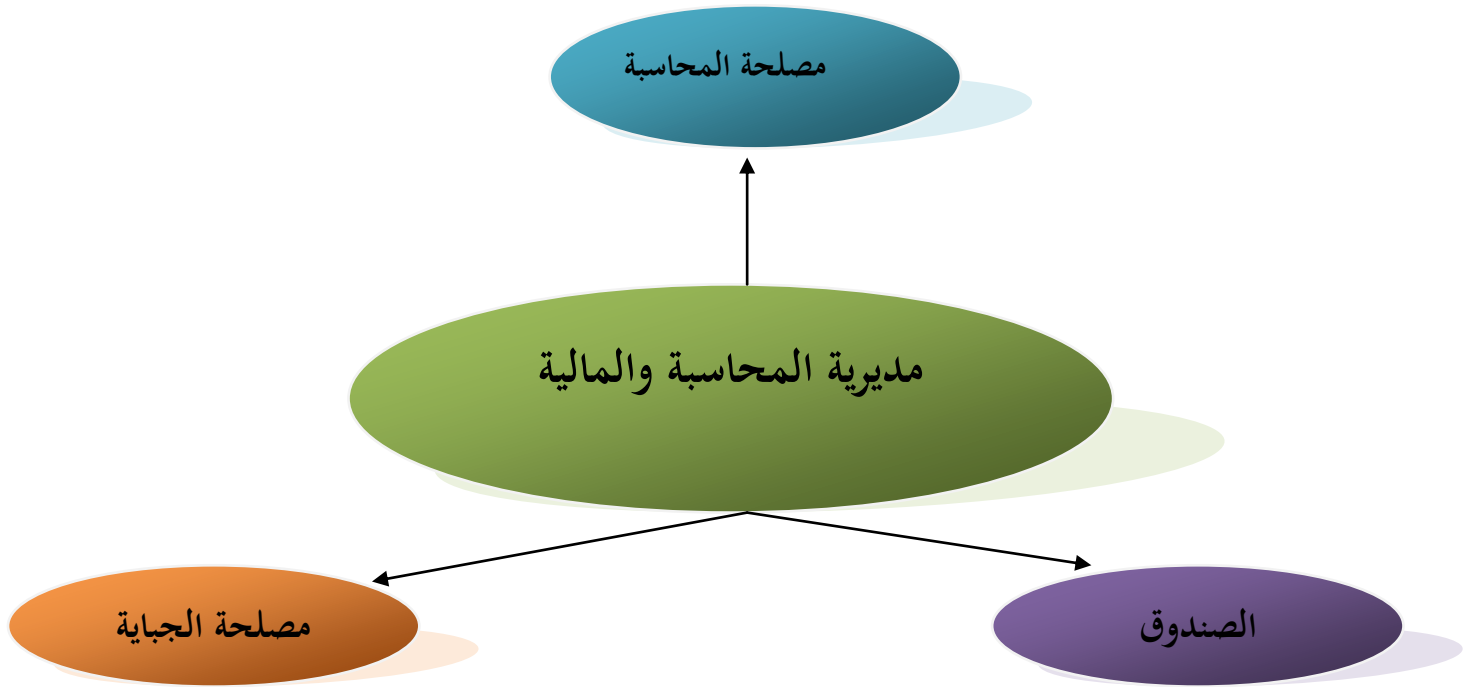 مصلحة المحاسبة
مديرية المحاسبة والمالية
الصندوق
مصلحة الجباية